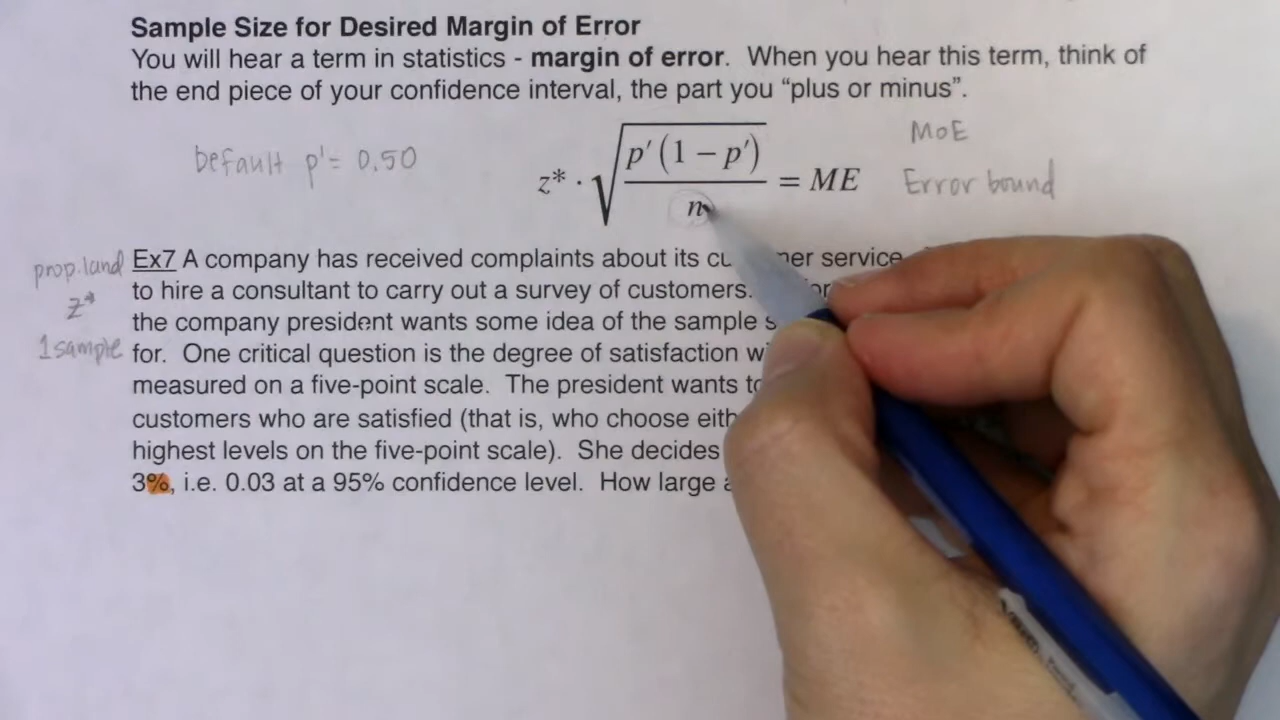 Sample Size for Desired Margin of Error
You will hear a term in statistics - margin of error. When you hear this term, think of
the end piece of your confidence interval, the part you “plus or minus”.
Default p' = 0.50
z* · √(p′(1 − p′)/n) = ME
MoE
Error bound
prop. land
z*
1 sample
Ex7 A company has received complaints about its service
to hire a consultant to carry out a survey of customers.
the company president wants some idea of the sample
for. One critical question is the degree of satisfaction
measured on a five-point scale. The president wants
customers who are satisfied (that is, who choose
highest levels on the five-point scale). She decides
3%, i.e. 0.03 at a 95% confidence level. How large